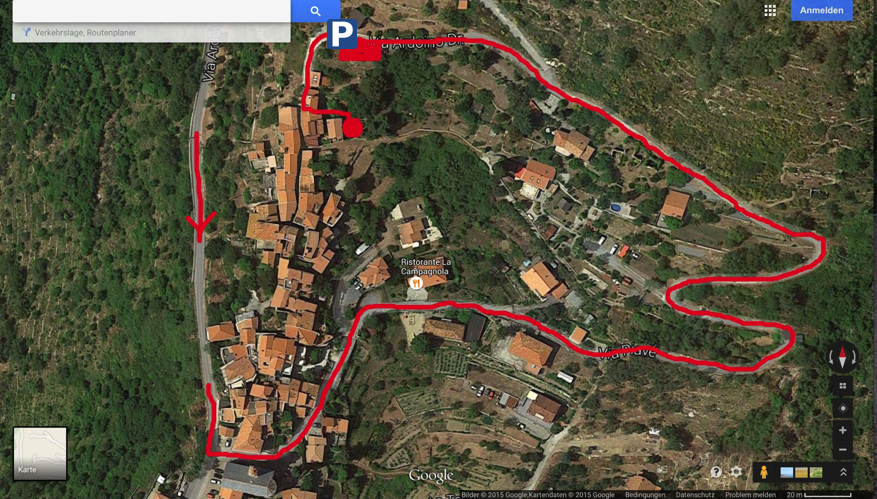 Anmelden
P
Verkehrslage, Routenplaner
Via Ardoino
Via Ardo
Ristorante La
Campagnola
Via Piave
Karte
Google
Bilder © 2015 Google,Kartendaten © 2015 Google Bedingungen Datenschutz Problem melden 20 m